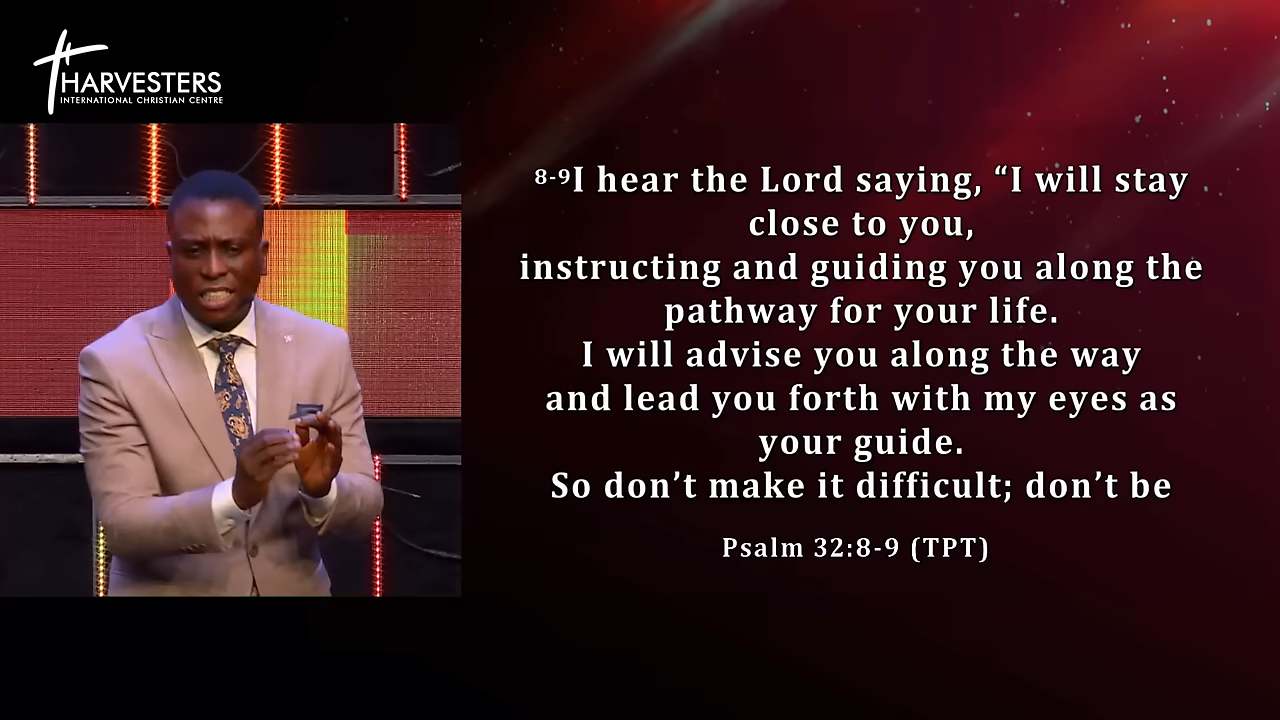 HARVESTERS
INTERNATIONAL CHRISTIAN CENTRE
8-9I hear the Lord saying, “I will stay
close to you,
instructing and guiding you along the
pathway for your life.
I will advise you along the way
and lead you forth with my eyes as
your guide.
So don’t make it difficult; don’t be
Psalm 32:8-9 (TPT)